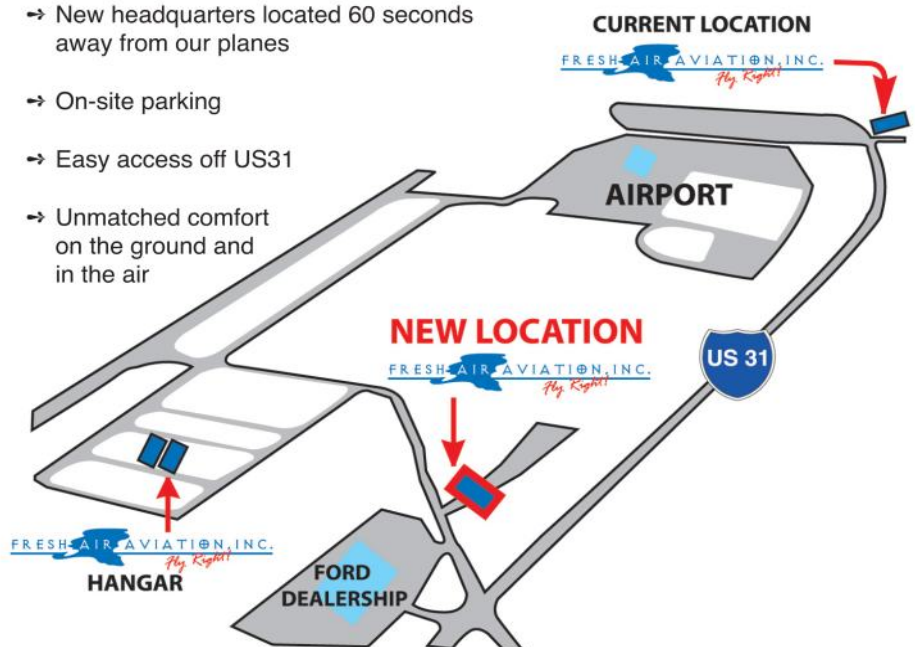 New headquarters located 60 seconds
away from our planes
On-site parking
Easy access off US31
Unmatched comfort
on the ground and
in the air
CURRENT LOCATION
FRESH AIR AVIATION, INC.
Fly Right!
AIRPORT
NEW LOCATION
FRESH AIR AVIATION, INC.
Fly Right!
US 31
FRESH AIR AVIATION, INC.
Fly Right!
HANGAR
FORD
DEALERSHIP